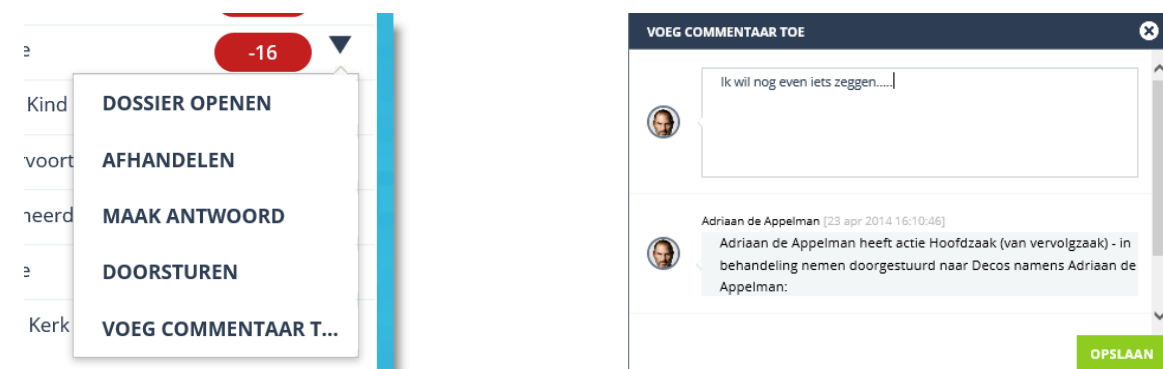 e
-16
Kind
DOSSIER OPENEN
voort
AFHANDELEN
neerd
MAAK ANTWOORD
e
DOORSTUREN
Kerk
VOEG COMMENTAAR T...
VOEG COMMENTAAR TOE
Ik wil nog even iets zeggen.....
Adriaan de Appelman [23 apr 2014 16:10:46]
Adriaan de Appelman heeft actie Hoofdzaak (van vervolgzaak) - in
behandeling nemen doorgestuurd naar Decos namens Adriaan de
Appelman:
OPSLAAN